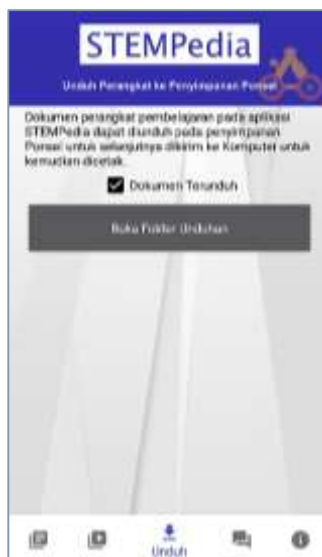 STEMPedia
Unduh Perangkat ke Penyimpanan Ponsel
Dokumen perangkat pembelajaran pada aplikasi
STEMPedia dapat diunduh pada penyimpanan
Ponsel untuk selanjutnya dikirim ke Komputer untuk
kemudian dicetak.
Dokumen Terunduh
Buka Folder Unduhan
Unduh